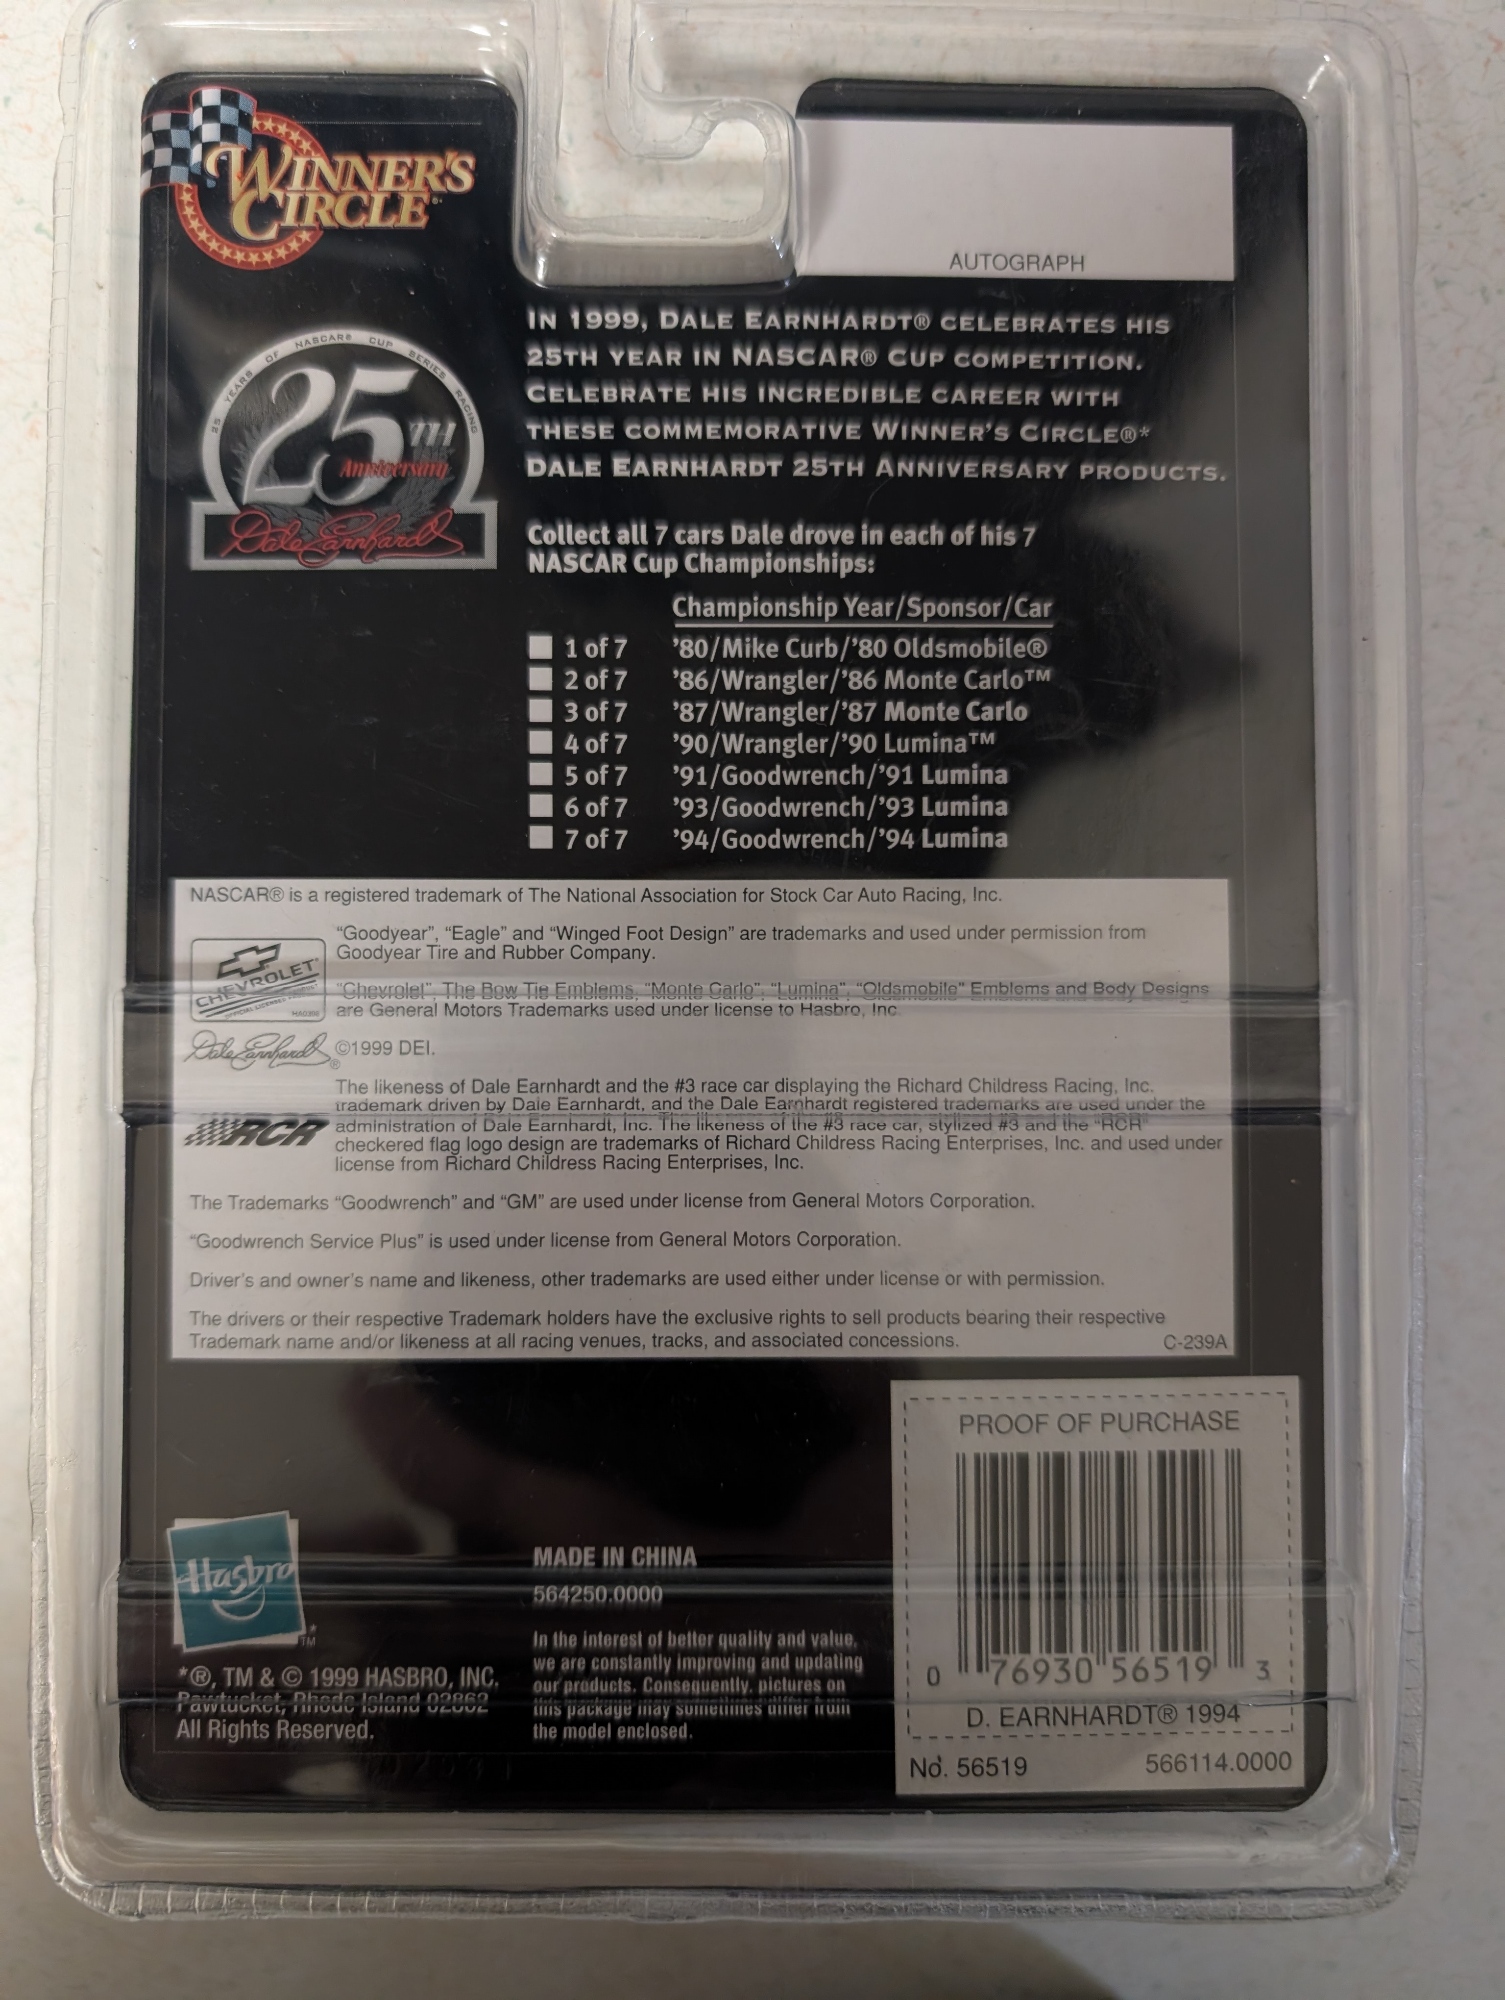 WINNER'S
CIRCLE®
AUTOGRAPH
25 YEARS OF NASCAR® CUP SERIES RACING
25TH
Anniversary
Dale Earnhardt
IN 1999, DALE EARNHARDT® CELEBRATES HIS
25TH YEAR IN NASCAR® CUP COMPETITION.
CELEBRATE HIS INCREDIBLE CAREER WITH
THESE COMMEMORATIVE WINNER'S CIRCLE®*
DALE EARNHARDT 25TH ANNIVERSARY PRODUCTS.
Collect all 7 cars Dale drove in each of his 7
NASCAR Cup Championships:
Championship Year/Sponsor/Car
1 of 7 '80/Mike Curb/'80 Oldsmobile®
2 of 7 '86/Wrangler/'86 Monte Carlo™
3 of 7 '87/Wrangler/'87 Monte Carlo
4 of 7 '90/Wrangler/'90 Lumina™
5 of 7 '91/Goodwrench/'91 Lumina
6 of 7 '93/Goodwrench/'93 Lumina
7 of 7 '94/Goodwrench/'94 Lumina
NASCAR® is a registered trademark of The National Association for Stock Car Auto Racing, Inc.
“Goodyear”, “Eagle” and “Winged Foot Design” are trademarks and used under permission from
Goodyear Tire and Rubber Company.
CHEVROLET
“Chevrolet”, The Bow Tie Emblems, “Monte Carlo”, “Lumina”, “Oldsmobile” Emblems and Body Designs
are General Motors Trademarks used under license to Hasbro, Inc.
Dale Earnhardt® ©1999 DEI.
The likeness of Dale Earnhardt and the #3 race car displaying the Richard Childress Racing, Inc.
trademark driven by Dale Earnhardt, and the Dale Earnhardt registered trademarks are used under the
RCR
administration of Dale Earnhardt, Inc. The likeness of the #3 race car, stylized #3 and the “RCR”
checkered flag logo design are trademarks of Richard Childress Racing Enterprises, Inc. and used under
license from Richard Childress Racing Enterprises, Inc.
The Trademarks “Goodwrench” and “GM” are used under license from General Motors Corporation.
“Goodwrench Service Plus” is used under license from General Motors Corporation.
Driver's and owner's name and likeness, other trademarks are used either under license or with permission.
The drivers or their respective Trademark holders have the exclusive rights to sell products bearing their respective
Trademark name and/or likeness at all racing venues, tracks, and associated concessions. C-239A
Hasbro
™*
*®, TM & © 1999 HASBRO, INC.
Pawtucket, Rhode Island 02862
All Rights Reserved.
MADE IN CHINA
564250.0000
In the interest of better quality and value,
we are constantly improving and updating
our products. Consequently, pictures on
this package may sometimes differ from
the model enclosed.
PROOF OF PURCHASE
0 76930 56519 3
D. EARNHARDT® 1994
No. 56519 566114.0000